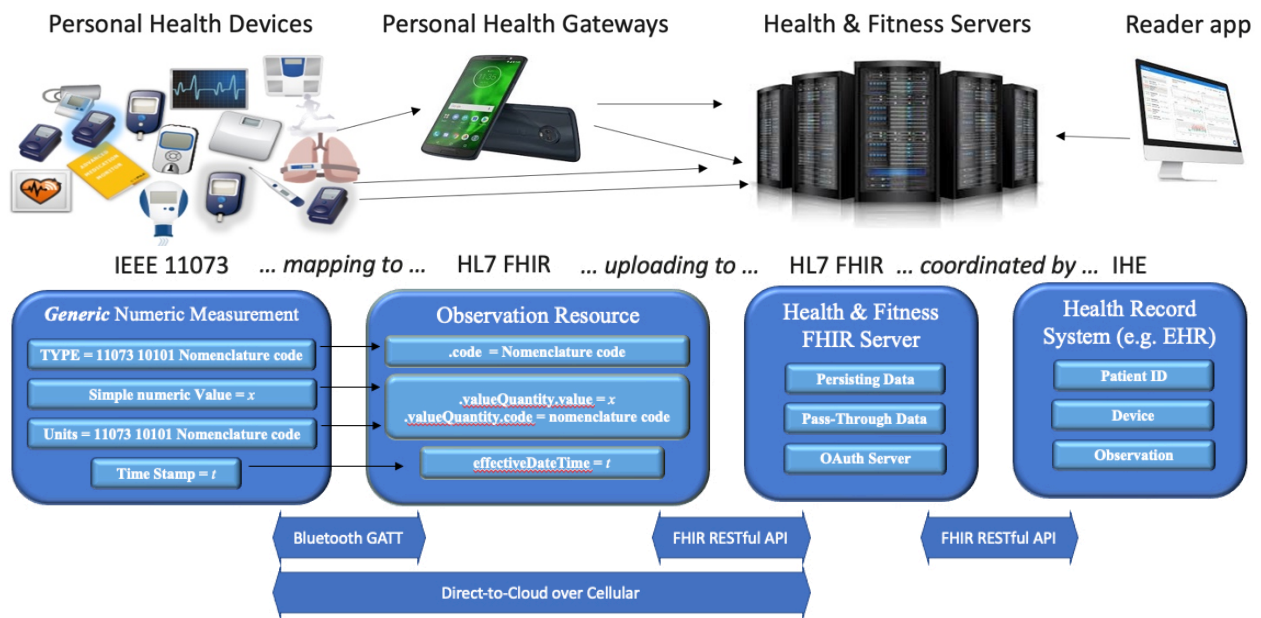 Personal Health Devices
Personal Health Gateways
Health & Fitness Servers
Reader app
IEEE 11073 ... mapping to ... HL7 FHIR ... uploading to ... HL7 FHIR ... coordinated by ... IHE
Generic Numeric Measurement
TYPE = 11073 10101 Nomenclature code
Simple numeric Value = x
Units = 11073 10101 Nomenclature code
Time Stamp = t
Observation Resource
.code = Nomenclature code
.valueQuantity.value = x
.valueQuantity.code = nomenclature code
effectiveDateTime = t
Health & Fitness
FHIR Server
Persisting Data
Pass-Through Data
OAuth Server
Health Record
System (e.g. EHR)
Patient ID
Device
Observation
Bluetooth GATT
FHIR RESTful API
FHIR RESTful API
Direct-to-Cloud over Cellular